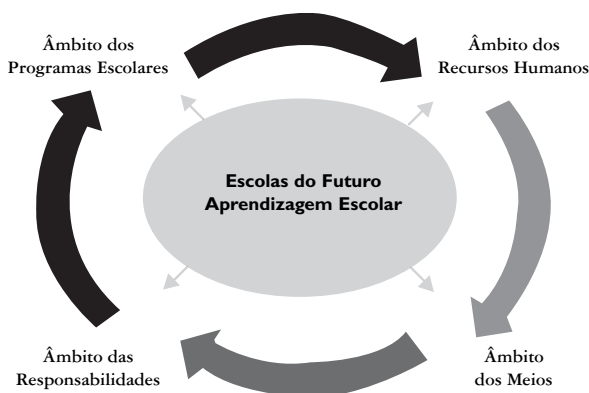 Âmbito dos
Programas Escolares
Âmbito dos
Recursos Humanos
Escolas do Futuro
Aprendizagem Escolar
Âmbito das
Responsabilidades
Âmbito
dos Meios